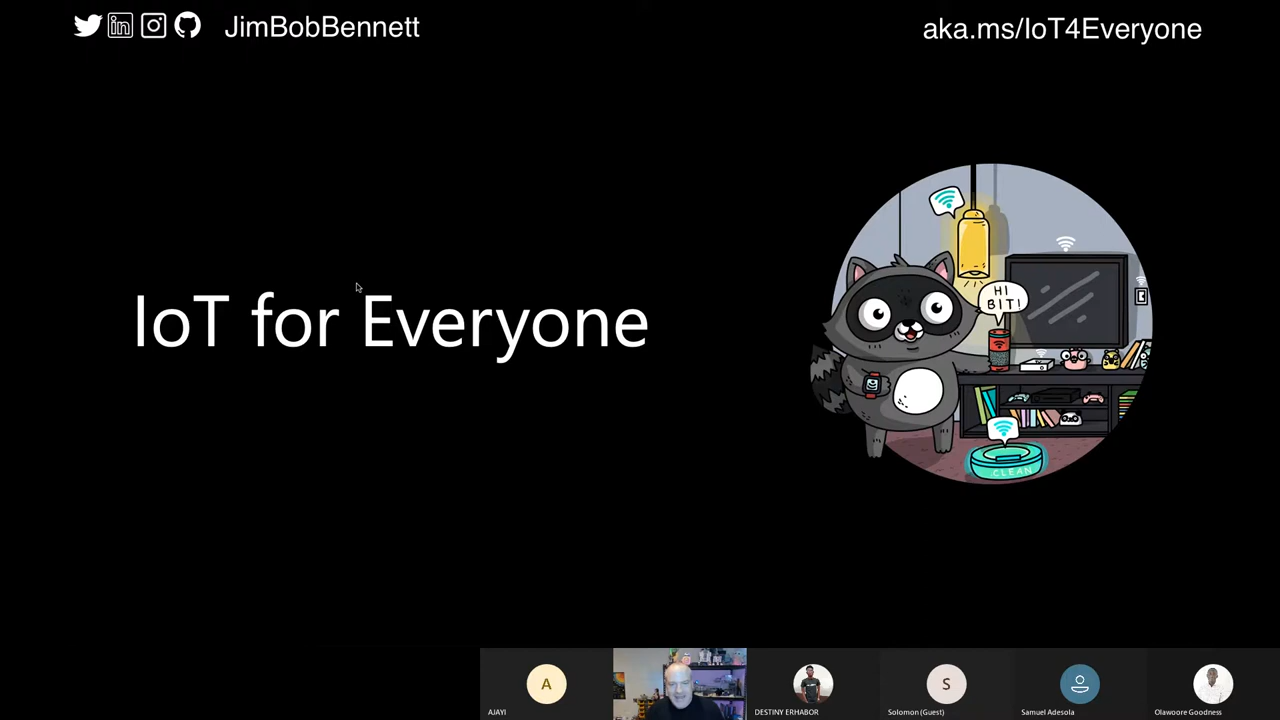 JimBobBennett
aka.ms/IoT4Everyone
IoT for Everyone
HI
BIT!
CLEAN
A
S
AJAYI
DESTINY ERHABOR
Solomon (Guest)
Samuel Adesola
Olawoore Goodness